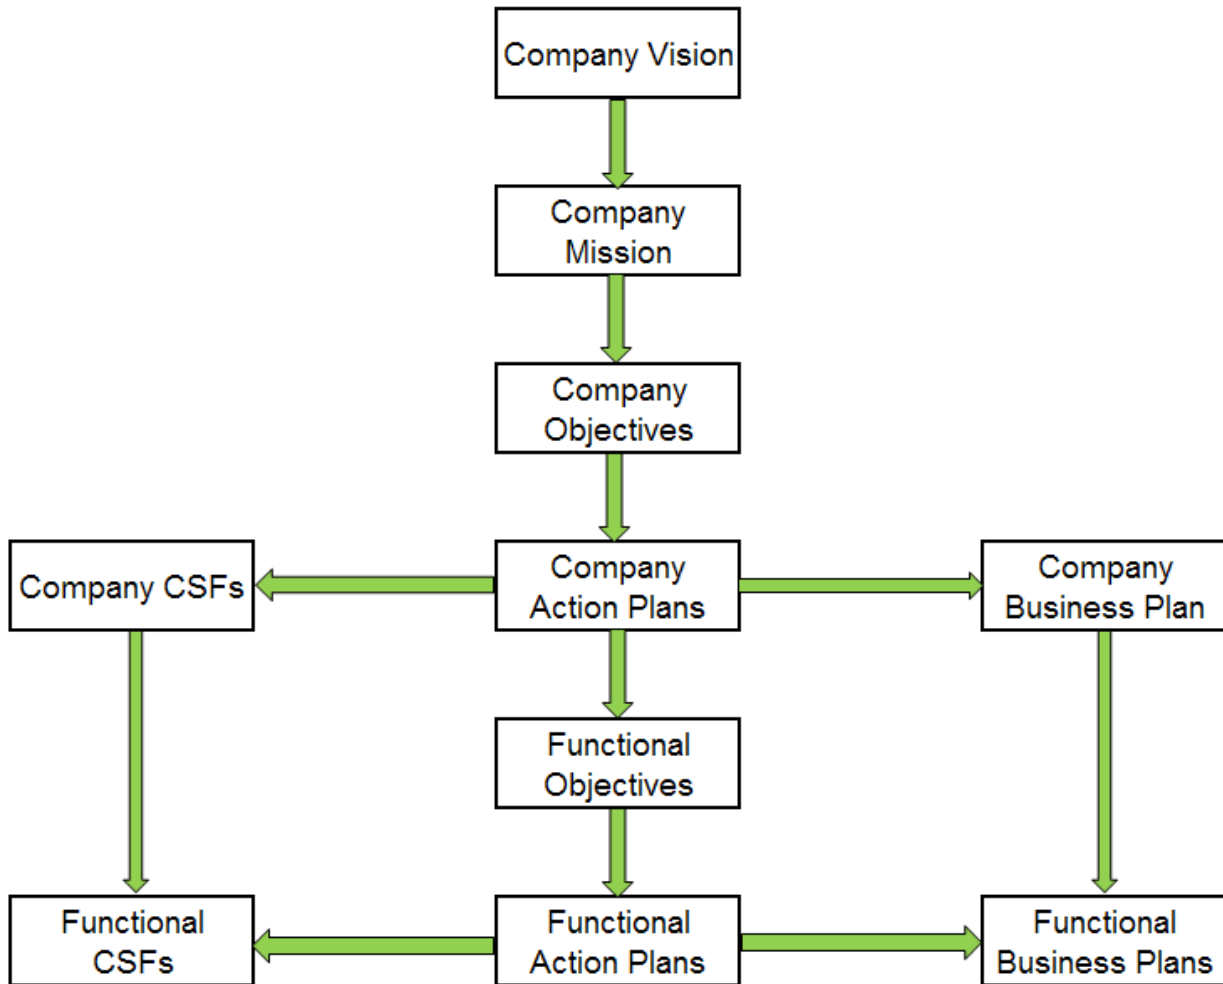 Company Vision
Company
Mission
Company
Objectives
Company CSFs
Company
Action Plans
Company
Business Plan
Functional
Objectives
Functional
CSFs
Functional
Action Plans
Functional
Business Plans